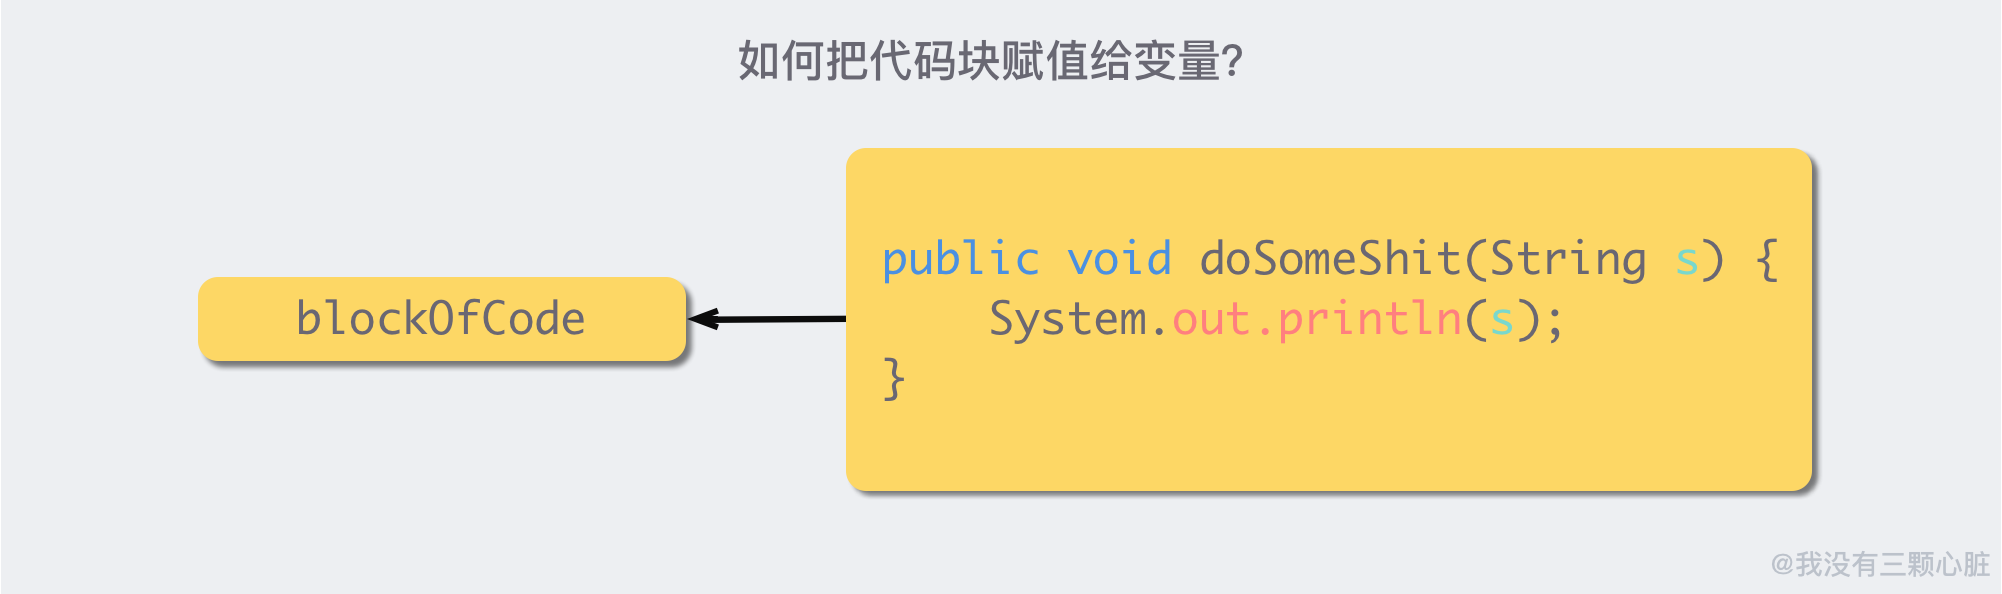 如何把代码块赋值给变量?
blockOfCode
public void doSomeShit(String s) {
    System.out.println(s);
}
@我没有三颗心脏